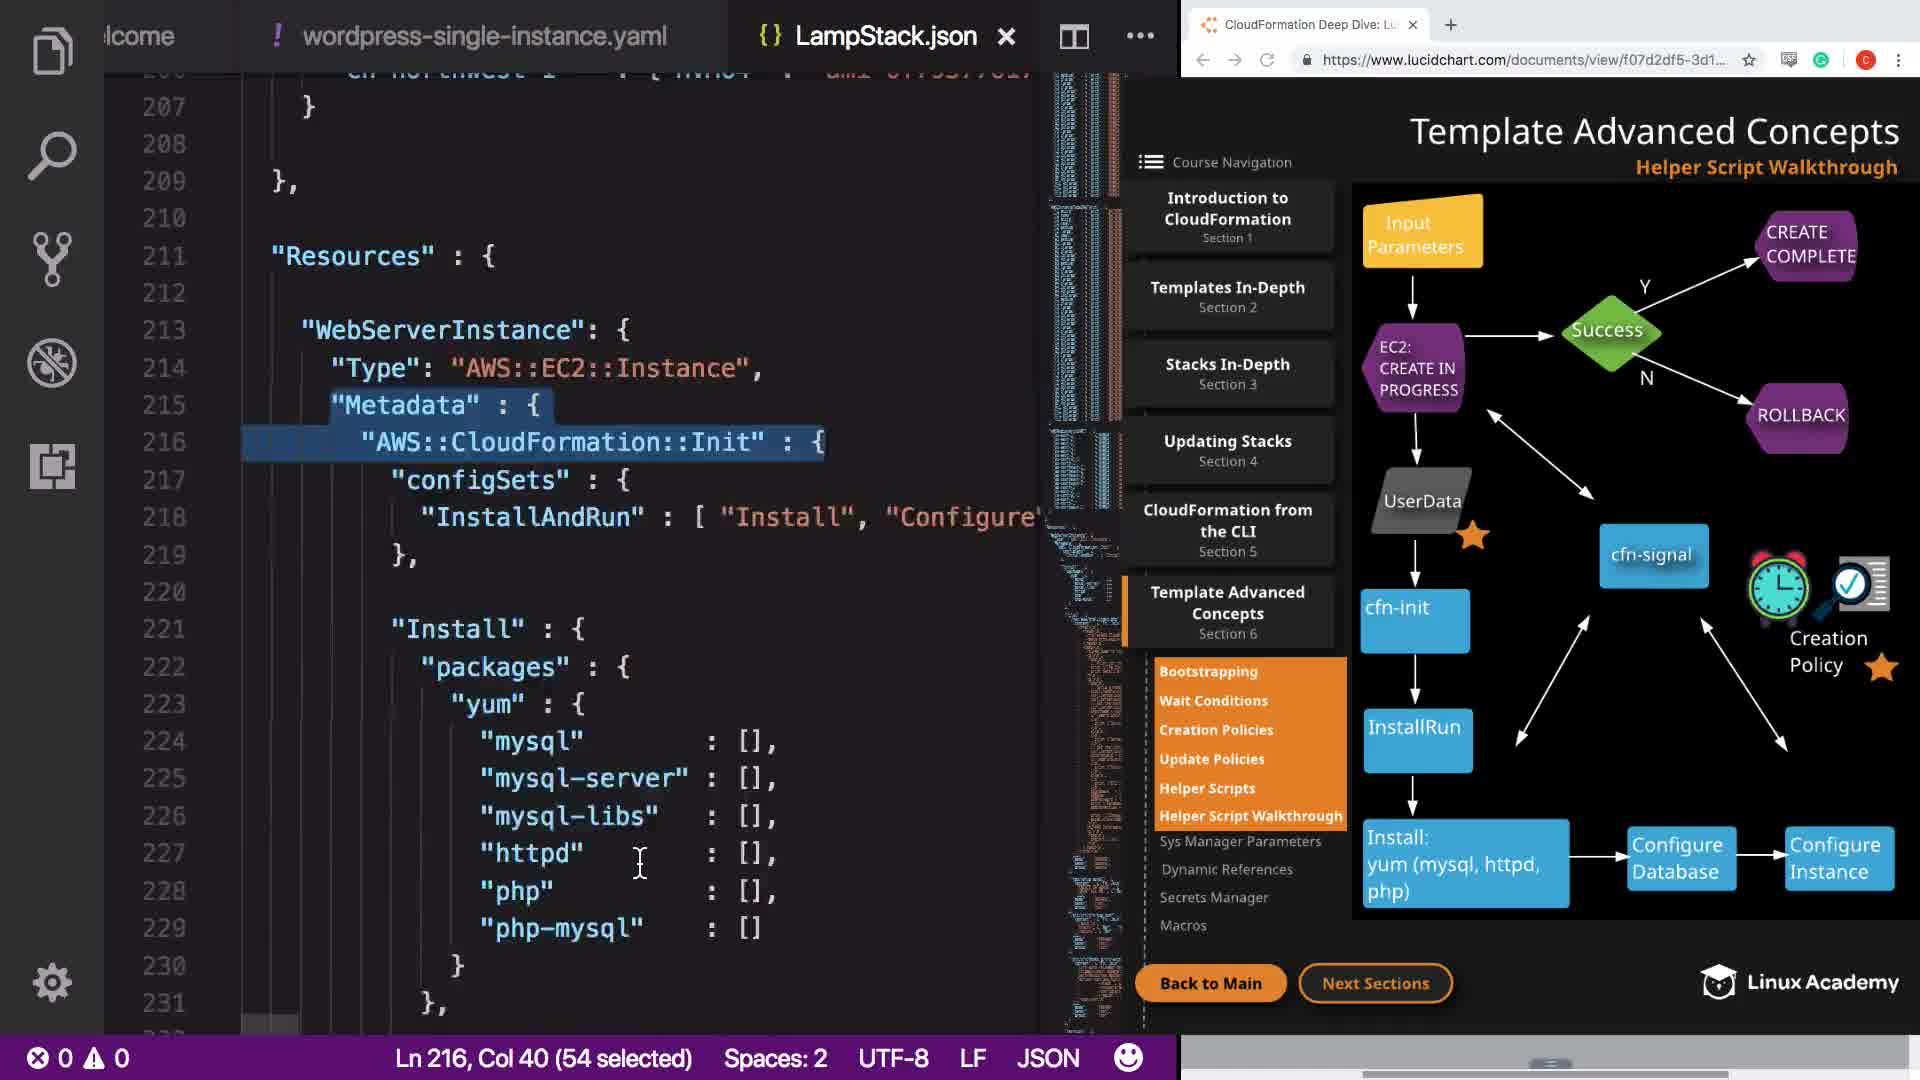 lcome
! wordpress-single-instance.yaml
{} LampStack.json
207 }
208
209 },
210
211 "Resources" : {
212
213 "WebServerInstance": {
214 "Type": "AWS::EC2::Instance",
215 "Metadata" : {
216 "AWS::CloudFormation::Init" : {
217 "configSets" : {
218 "InstallAndRun" : [ "Install", "Configure"
219 },
220
221 "Install" : {
222 "packages" : {
223 "yum" : {
224 "mysql" : [],
225 "mysql-server" : [],
226 "mysql-libs" : [],
227 "httpd" : [],
228 "php" : [],
229 "php-mysql" : []
230 }
231 },
0 0
Ln 216, Col 40 (54 selected)
Spaces: 2
UTF-8
LF
JSON
CloudFormation Deep Dive: Lu
https://www.lucidchart.com/documents/view/f07d2df5-3d1...
C
Template Advanced Concepts
Helper Script Walkthrough
Course Navigation
Introduction to
CloudFormation
Section 1
Templates In-Depth
Section 2
Stacks In-Depth
Section 3
Updating Stacks
Section 4
CloudFormation from
the CLI
Section 5
Template Advanced
Concepts
Section 6
Bootstrapping
Wait Conditions
Creation Policies
Update Policies
Helper Scripts
Helper Script Walkthrough
Sys Manager Parameters
Dynamic References
Secrets Manager
Macros
Back to Main
Next Sections
Input
Parameters
EC2:
CREATE IN
PROGRESS
Success
Y
N
CREATE
COMPLETE
ROLLBACK
UserData
cfn-init
cfn-signal
Creation
Policy
InstallRun
Install:
yum (mysql, httpd,
php)
Configure
Database
Configure
Instance
Linux Academy